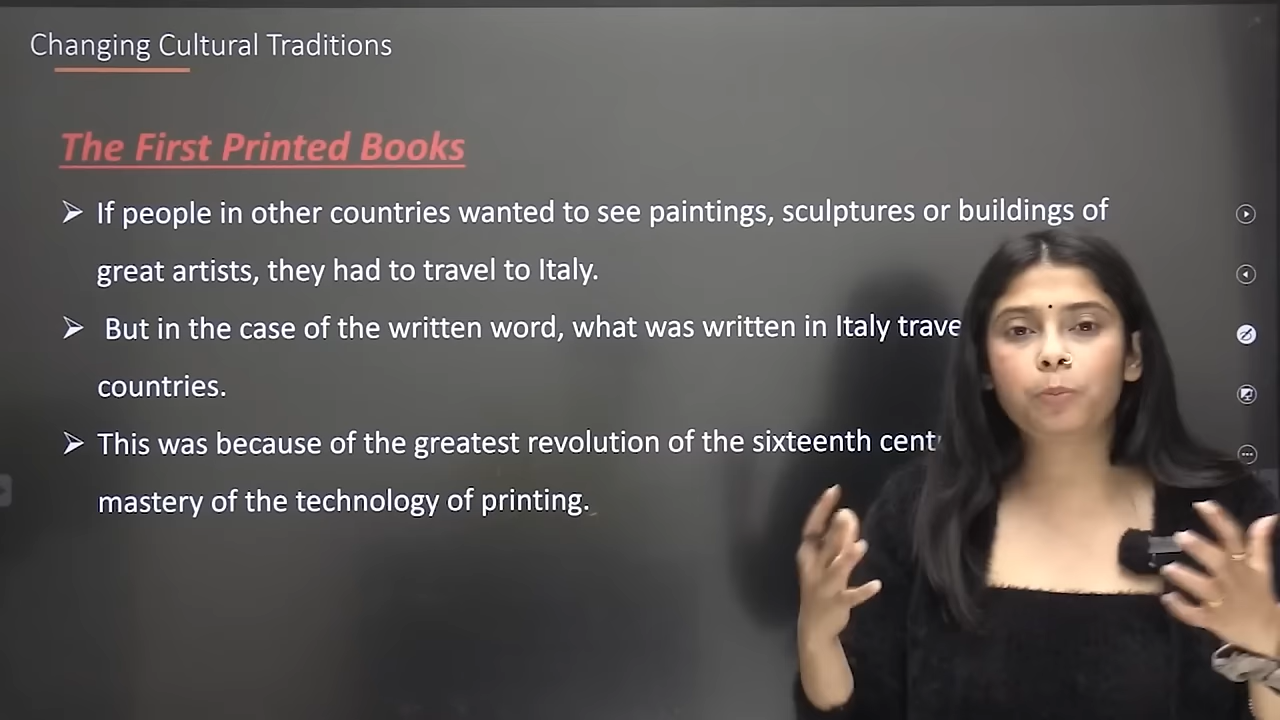 Changing Cultural Traditions
The First Printed Books
➢ If people in other countries wanted to see paintings, sculptures or buildings of
great artists, they had to travel to Italy.
➢ But in the case of the written word, what was written in Italy
countries.
➢ This was because of the greatest revolution of the sixteenth
mastery of the technology of printing.